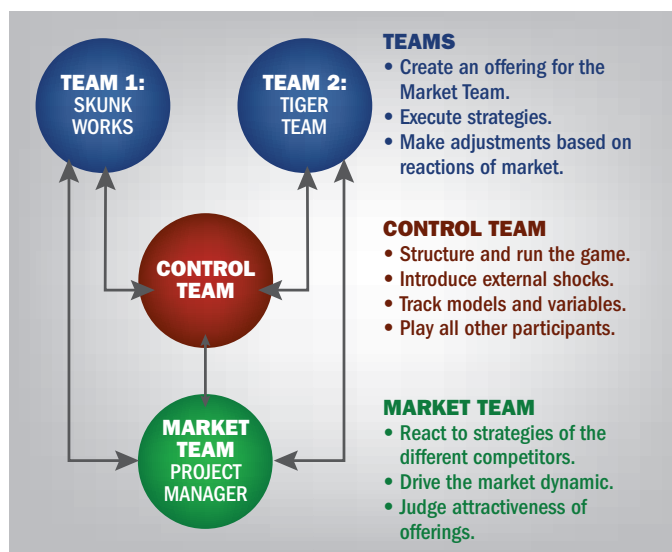 TEAM 1:
SKUNK
WORKS
TEAM 2:
TIGER
TEAM
TEAMS
• Create an offering for the
Market Team.
• Execute strategies.
• Make adjustments based on
reactions of market.
CONTROL
TEAM
CONTROL TEAM
• Structure and run the game.
• Introduce external shocks.
• Track models and variables.
• Play all other participants.
MARKET
TEAM
PROJECT
MANAGER
MARKET TEAM
• React to strategies of the
different competitors.
• Drive the market dynamic.
• Judge attractiveness of
offerings.